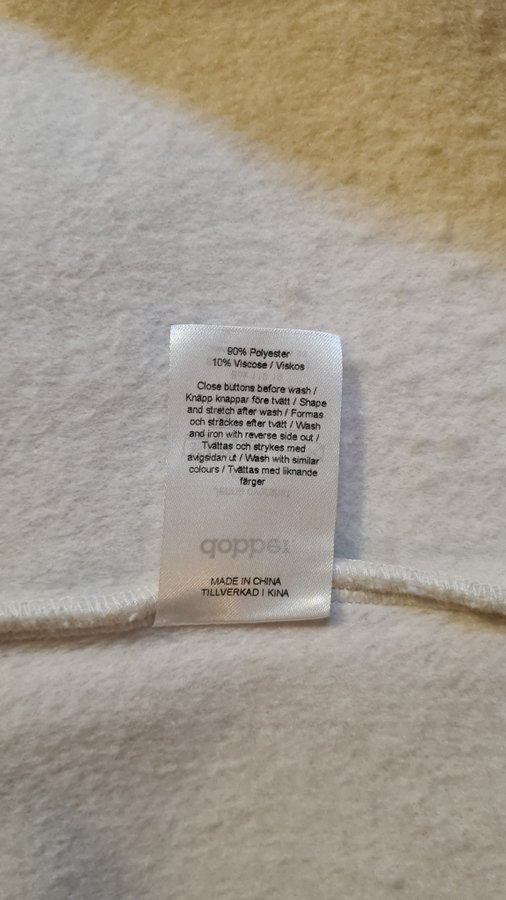 90% Polyester
10% Viscose / Viskos
Close buttons before wash /
Knäpp knappar före tvätt / Shape
and stretch after wash / Formas
och sträckes efter tvätt / Wash
and iron with reverse side out /
Tvättas och strykes med
avigsidan ut / Wash with similar
colours / Tvättas med liknande
färger
MADE IN CHINA
TILLVERKAD I KINA